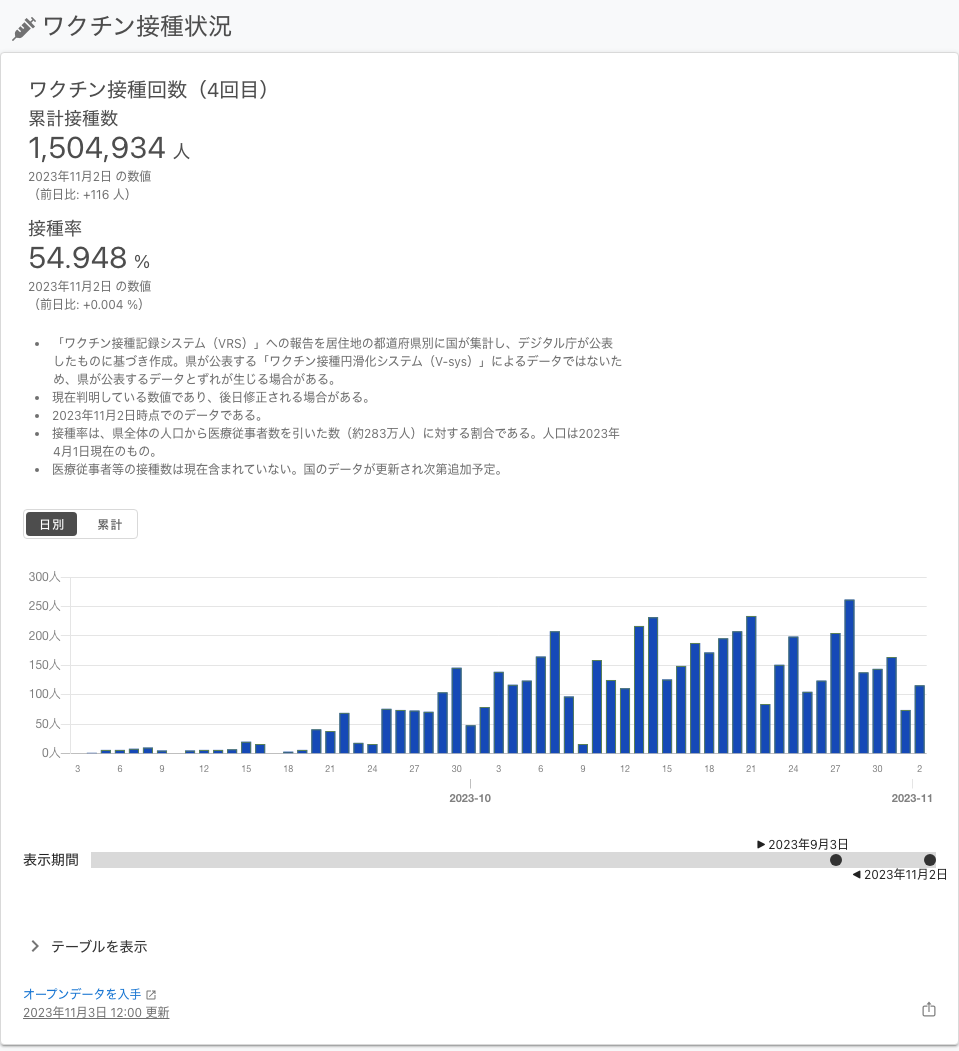 ワクチン接種状況
ワクチン接種回数（4回目）
累計接種数
1,504,934 人
2023年11月2日 の数値
（前日比: +116 人）
接種率
54.948 %
2023年11月2日 の数値
（前日比: +0.004 %）
• 「ワクチン接種記録システム（VRS）」への報告を居住地の都道府県別に国が集計し、デジタル庁が公表
したものに基づき作成。県が公表する「ワクチン接種円滑化システム（V-sys）」によるデータではないた
め、県が公表するデータとずれが生じる場合がある。
• 現在判明している数値であり、後日修正される場合がある。
• 2023年11月2日時点でのデータである。
• 接種率は、県全体の人口から医療従事者数を引いた数（約283万人）に対する割合である。人口は2023年
4月1日現在のもの。
• 医療従事者等の接種数は現在含まれていない。国のデータが更新され次第追加予定。
日別 累計
300人
250人
200人
150人
100人
50人
0人
3 6 9 12 15 18 21 24 27 30 3 6 9 12 15 18 21 24 27 30 2
2023-10 2023-11
2023年9月3日
表示期間
2023年11月2日
テーブルを表示
オープンデータを入手
2023年11月3日 12:00 更新